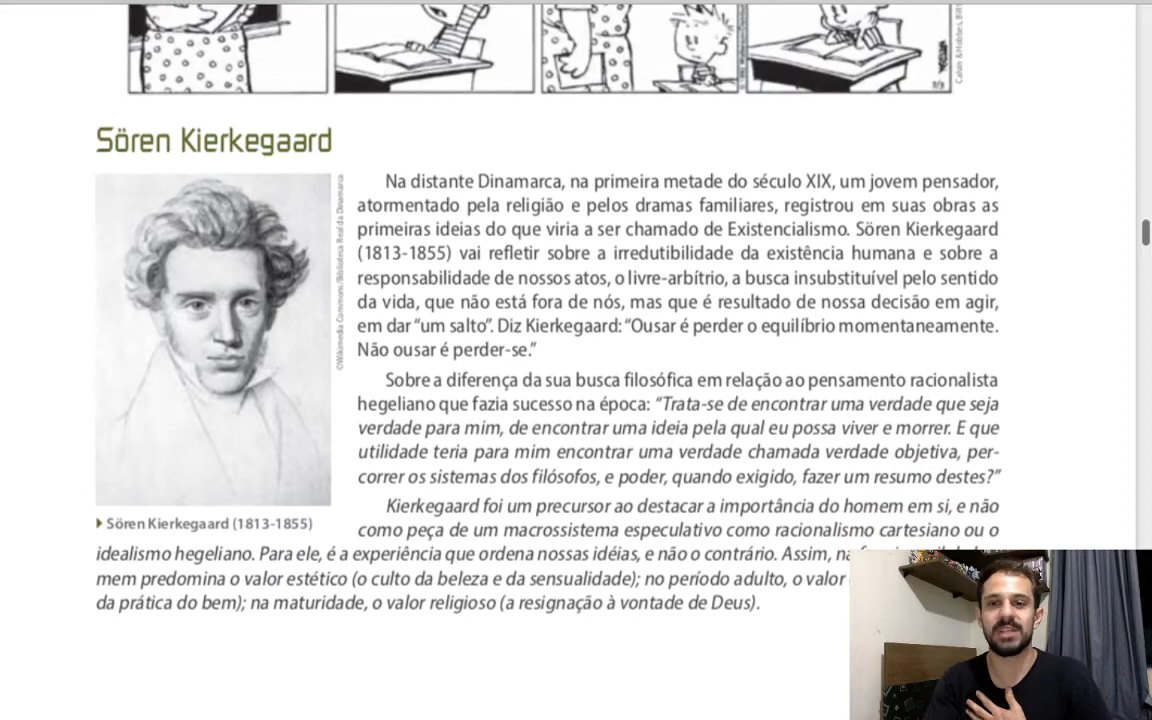 Calvin & Hobbes, Bill
Sören Kierkegaard
©Wikimedia Commons/Biblioteca Real da Dinamarca
Na distante Dinamarca, na primeira metade do século XIX, um jovem pensador,
atormentado pela religião e pelos dramas familiares, registrou em suas obras as
primeiras ideias do que viria a ser chamado de Existencialismo. Sören Kierkegaard
(1813-1855) vai refletir sobre a irredutibilidade da existência humana e sobre a
responsabilidade de nossos atos, o livre-arbítrio, a busca insubstituível pelo sentido
da vida, que não está fora de nós, mas que é resultado de nossa decisão em agir,
em dar “um salto”. Diz Kierkegaard: “Ousar é perder o equilíbrio momentaneamente.
Não ousar é perder-se.”
Sobre a diferença da sua busca filosófica em relação ao pensamento racionalista
hegeliano que fazia sucesso na época: “Trata-se de encontrar uma verdade que seja
verdade para mim, de encontrar uma ideia pela qual eu possa viver e morrer. E que
utilidade teria para mim encontrar uma verdade chamada verdade objetiva, per-
correr os sistemas dos filósofos, e poder, quando exigido, fazer um resumo destes?”
Kierkegaard foi um precursor ao destacar a importância do homem em si, e não
como peça de um macrossistema especulativo como racionalismo cartesiano ou o
Sören Kierkegaard (1813-1855)
idealismo hegeliano. Para ele, é a experiência que ordena nossas idéias, e não o contrário. Assim,
mem predomina o valor estético (o culto da beleza e da sensualidade); no período adulto, o valor
da prática do bem); na maturidade, o valor religioso (a resignação à vontade de Deus).